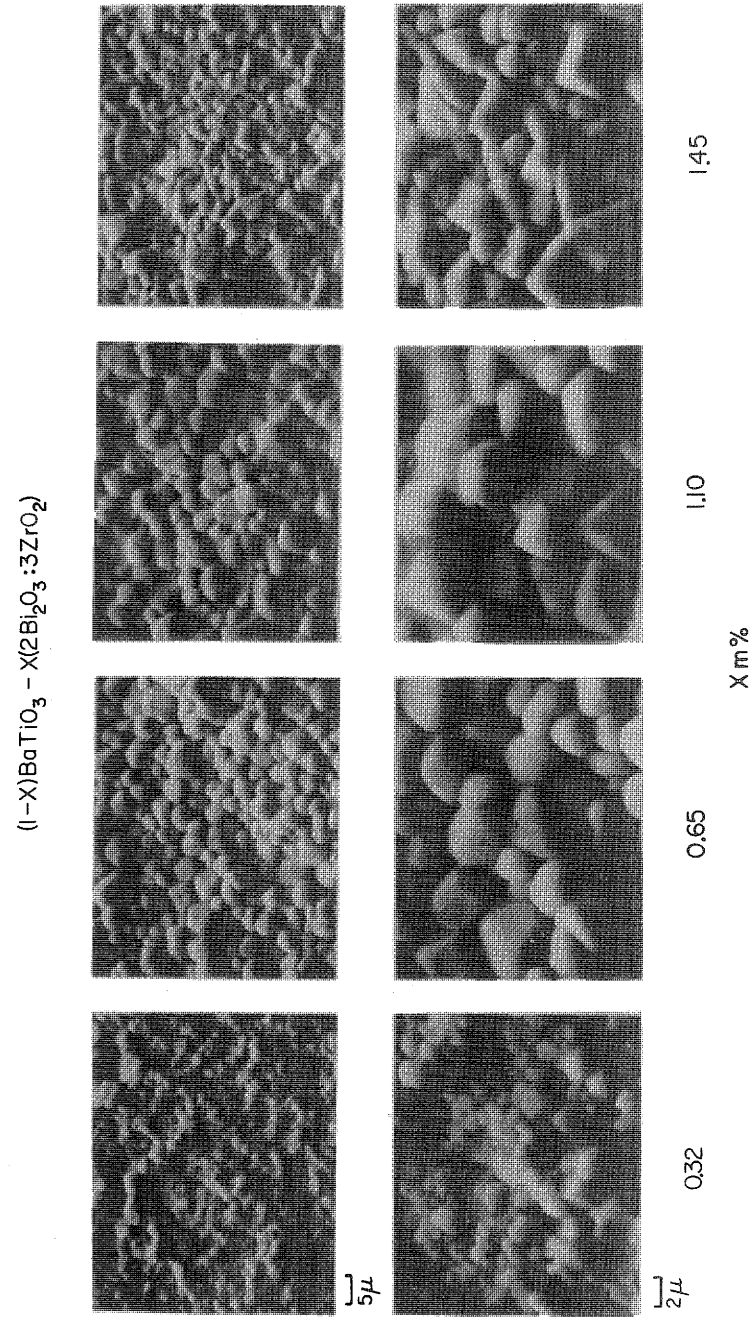 (1-X)BaTiO₃ - X(2Bi₂O₃:3ZrO₂)
5μ
2μ
0.32
0.65
1.10
1.45
X m%